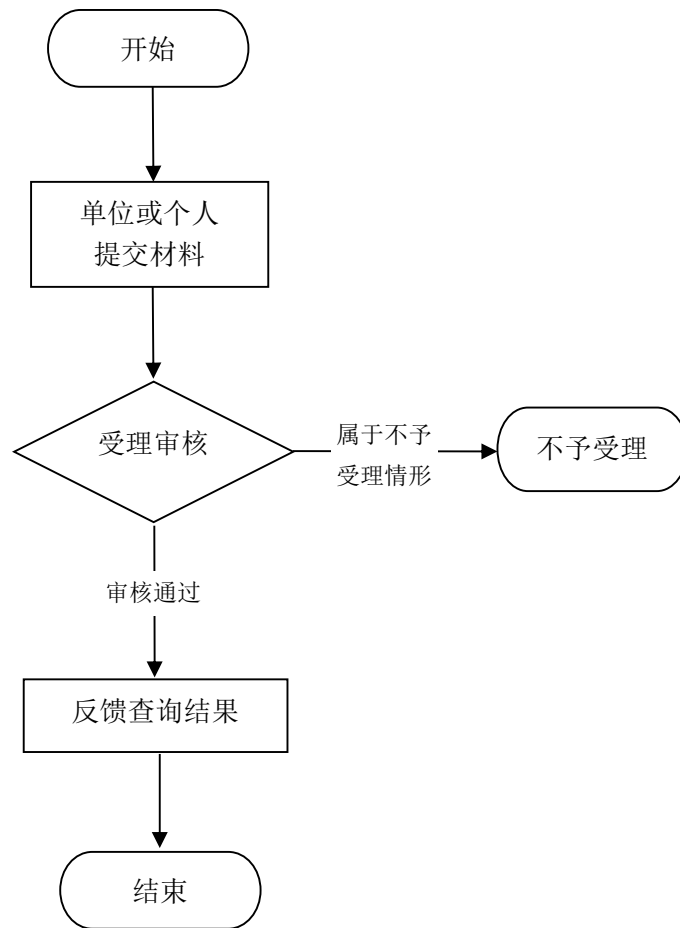 开始
单位或个人
提交材料
受理审核
属于不予
受理情形
不予受理
审核通过
反馈查询结果
结束